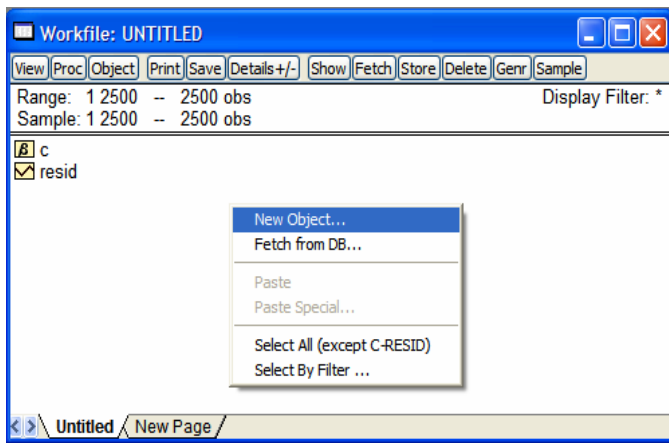 Workfile: UNTITLED
View Proc Object Print Save Details+/- Show Fetch Store Delete Genr Sample
Range: 1 2500 -- 2500 obs Display Filter: *
Sample: 1 2500 -- 2500 obs
β c
resid
New Object...
Fetch from DB...
Paste
Paste Special...
Select All (except C-RESID)
Select By Filter ...
Untitled New Page